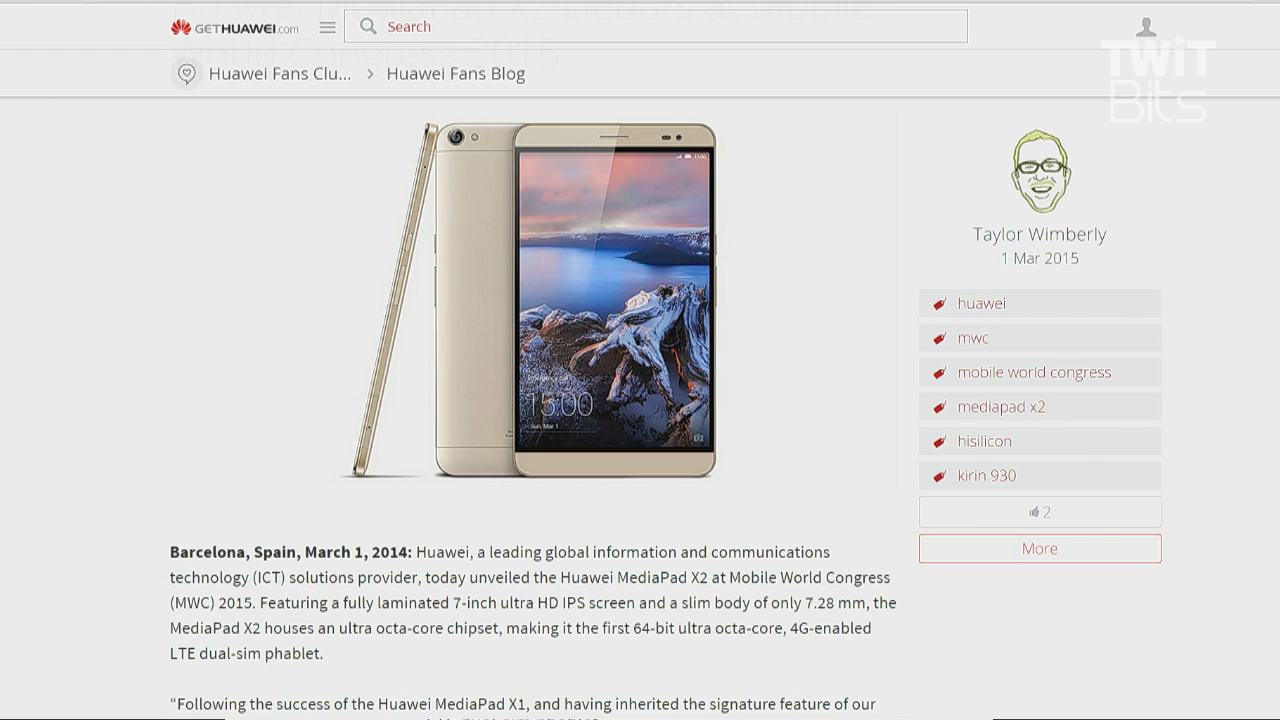 GETHUAWEI.com
Search
TWiT
Bits
Huawei Fans Clu... > Huawei Fans Blog
15:00
15:00
Sun, Mar 1
Taylor Wimberly
1 Mar 2015
huawei
mwc
mobile world congress
mediapad x2
hisilicon
kirin 930
2
More
Barcelona, Spain, March 1, 2014: Huawei, a leading global information and communications
technology (ICT) solutions provider, today unveiled the Huawei MediaPad X2 at Mobile World Congress
(MWC) 2015. Featuring a fully laminated 7-inch ultra HD IPS screen and a slim body of only 7.28 mm, the
MediaPad X2 houses an ultra octa-core chipset, making it the first 64-bit ultra octa-core, 4G-enabled
LTE dual-sim phablet.
“Following the success of the Huawei MediaPad X1, and having inherited the signature feature of our